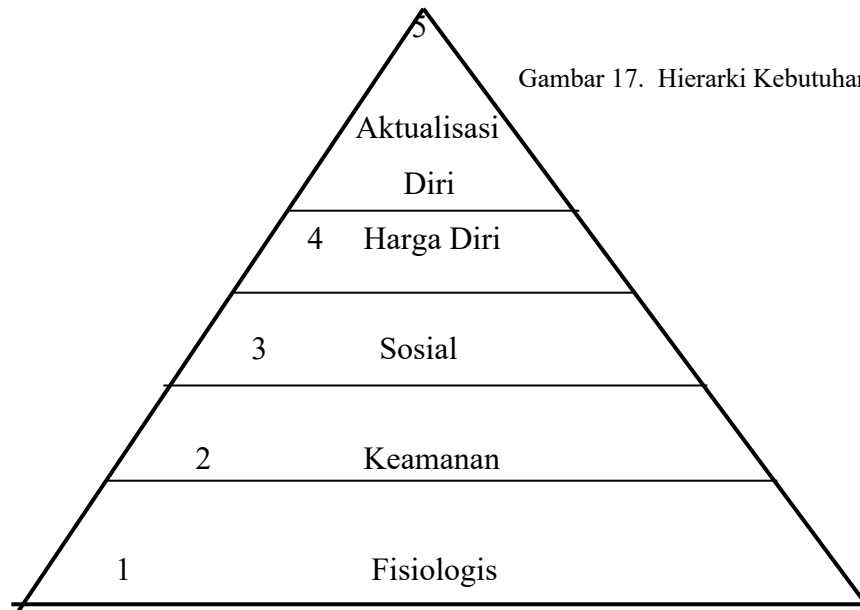 5
Gambar 17. Hierarki Kebutuhan
Aktualisasi
Diri
4 Harga Diri
3 Sosial
2 Keamanan
1 Fisiologis